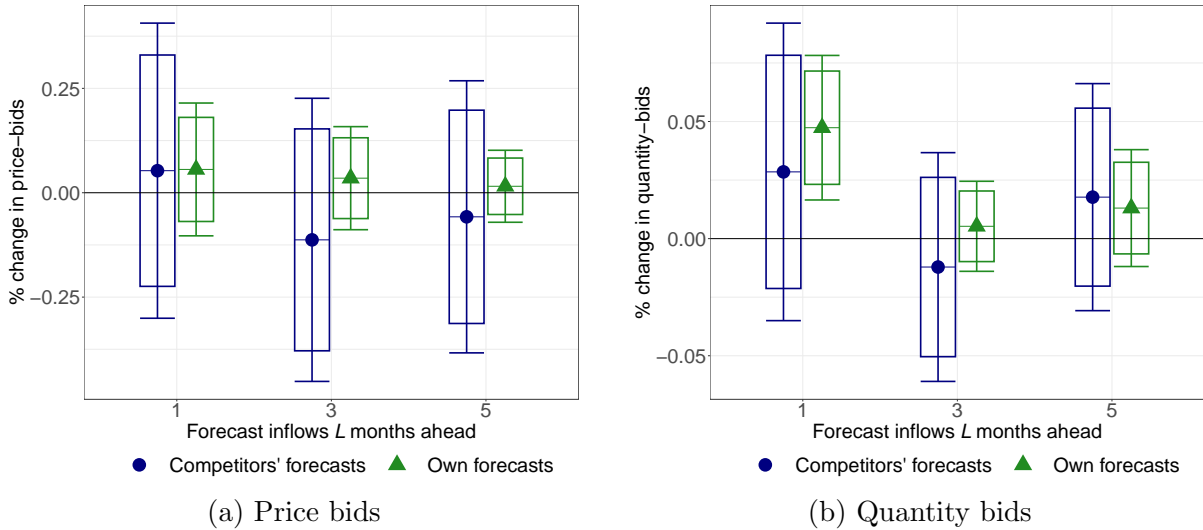 % change in price−bids
0.25
0.00
−0.25
1 3 5
Forecast inflows L months ahead
Competitors' forecasts Own forecasts
(a) Price bids
% change in quantity−bids
0.05
0.00
−0.05
1 3 5
Forecast inflows L months ahead
Competitors' forecasts Own forecasts
(b) Quantity bids